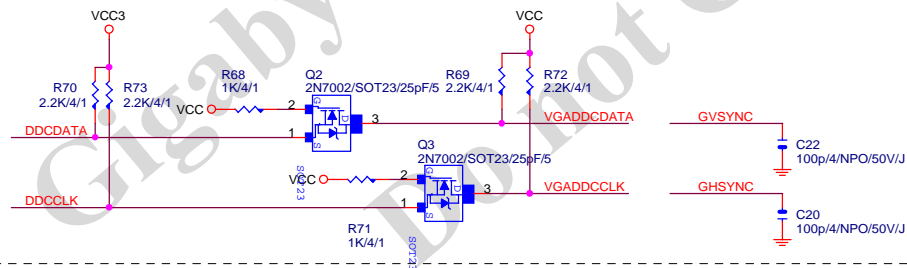 VCC3
VCC
R70
2.2K/4/1
R73
2.2K/4/1
R68
1K/4/1
Q2
2N7002/SOT23/25pF/5
R69
2.2K/4/1
R72
2.2K/4/1
VCC
2
G
D
S
1
3
DDCDATA
VGADDCDATA
GVSYNC
C22
100p/4/NPO/50V/J
Q3
2N7002/SOT23/25pF/5
SOT23
VCC
2
G
D
S
1
3
DDCCLK
VGADDCCLK
GHSYNC
C20
100p/4/NPO/50V/J
R71
1K/4/1
Do not